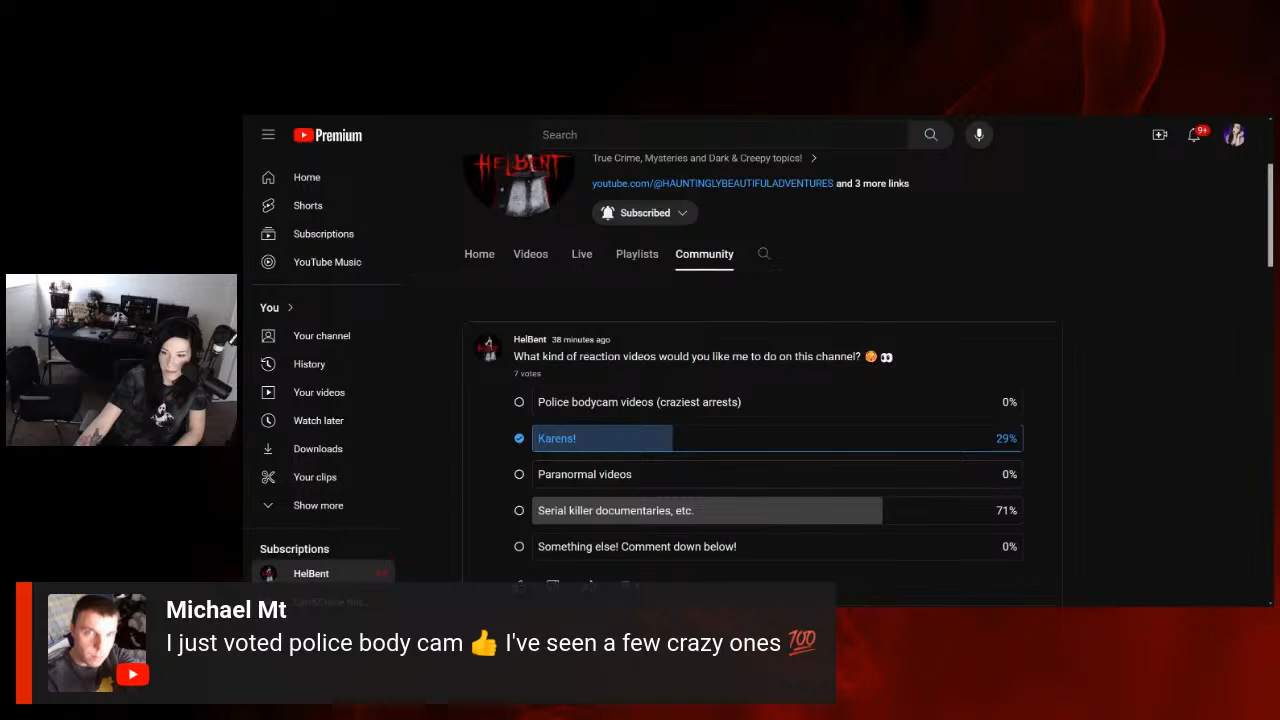 Premium
Search
9+
HELBENT
True Crime, Mysteries and Dark & Creepy topics!
youtube.com/@HAUNTINGLYBEAUTIFULADVENTURES and 3 more links
Subscribed
Home
Videos
Live
Playlists
Community
Home
Shorts
Subscriptions
YouTube Music
You
Your channel
History
Your videos
Watch later
Downloads
Your clips
Show more
Subscriptions
HelBent
HelBent 38 minutes ago
What kind of reaction videos would you like me to do on this channel? 🍪 👀
7 votes
Police bodycam videos (craziest arrests) 0%
Karens! 29%
Paranormal videos 0%
Serial killer documentaries, etc. 71%
Something else! Comment down below! 0%
Michael Mt
I just voted police body cam 👍 I've seen a few crazy ones 💯